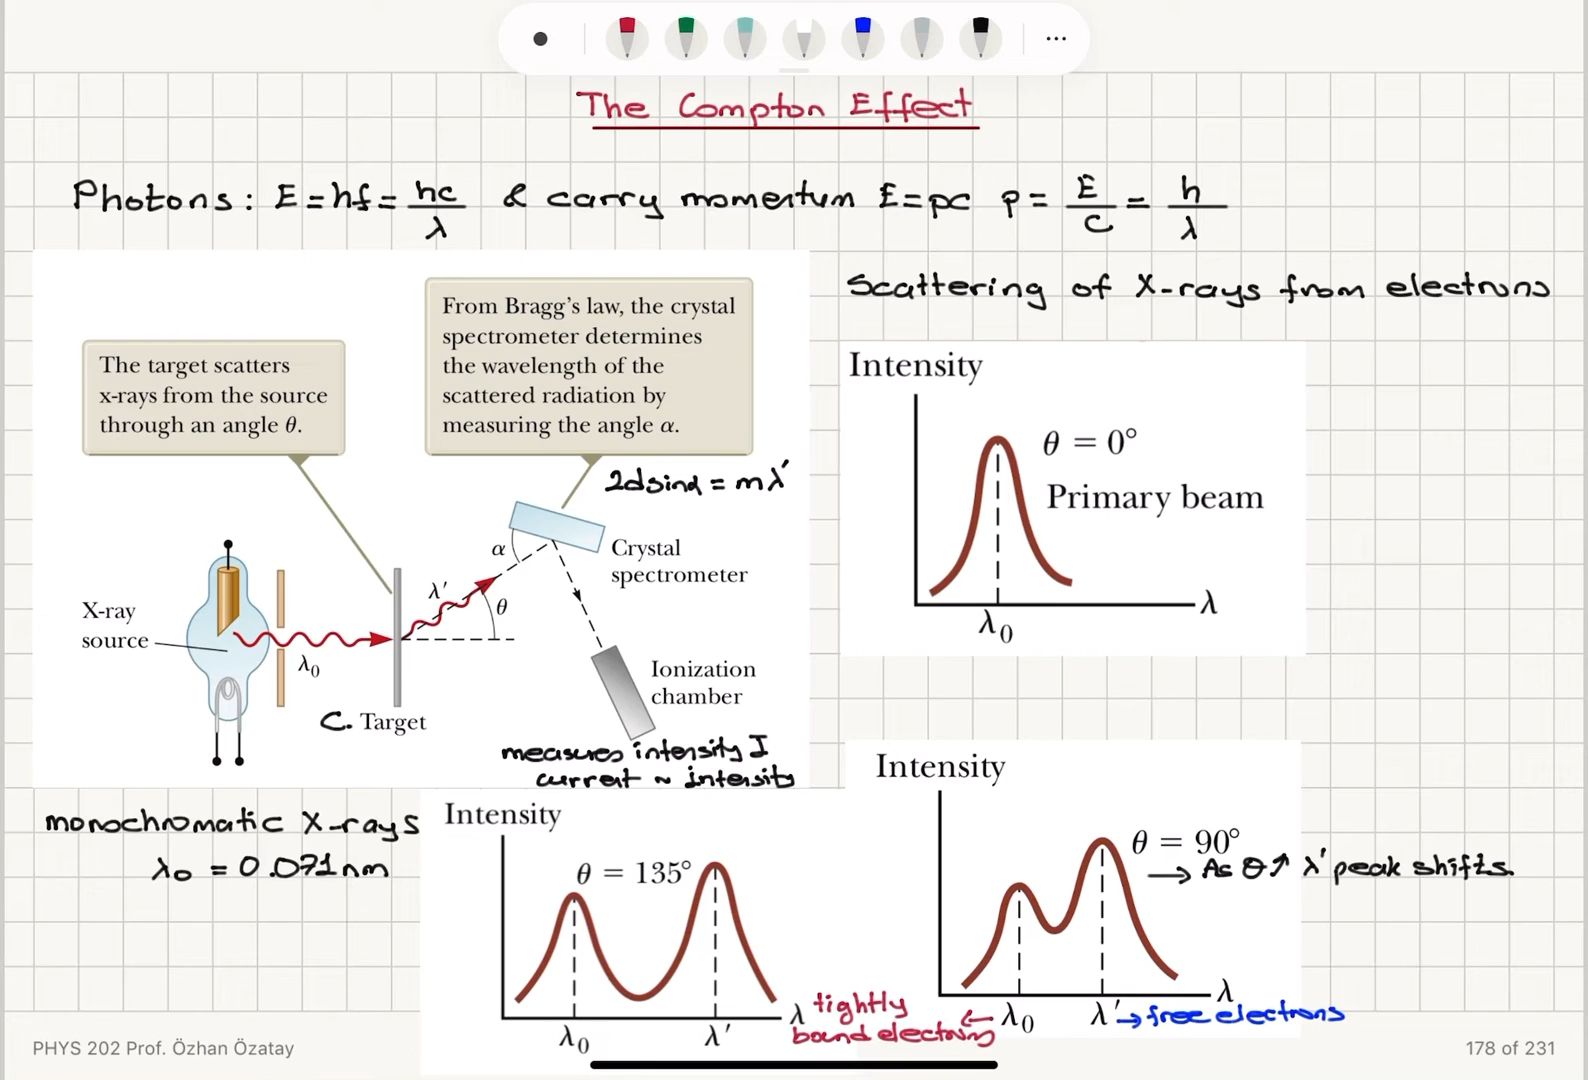 The Compton Effect
Photons: E=hf= hc/λ & carry momentum E=pc p= E/c = h/λ
Scattering of X-rays from electrons
The target scatters
x-rays from the source
through an angle θ.
From Bragg's law, the crystal
spectrometer determines
the wavelength of the
scattered radiation by
measuring the angle α.
2dsinα = mλ'
α
Crystal
spectrometer
λ'
θ
X-ray
source
λ0
Ionization
chamber
C. Target
measures intensity I
current ~ intensity
Intensity
θ = 0°
Primary beam
λ
λ0
monochromatic X-rays
λ0 = 0.071nm
Intensity
θ = 135°
λ
λ0
λ'
Intensity
θ = 90°
→ As θ↑ λ' peak shifts.
λ
tightly
bound electrons
← λ0
λ' → free electrons
PHYS 202 Prof. Özhan Özatay
178 of 231